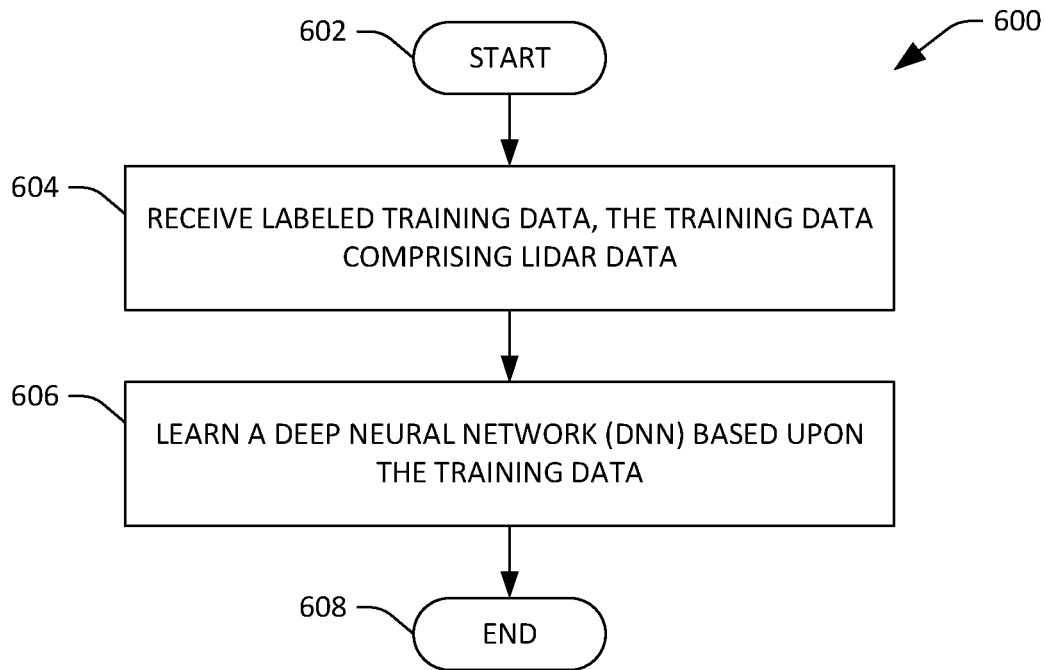 600
602
START
604
RECEIVE LABELED TRAINING DATA, THE TRAINING DATA
COMPRISING LIDAR DATA
606
LEARN A DEEP NEURAL NETWORK (DNN) BASED UPON
THE TRAINING DATA
608
END